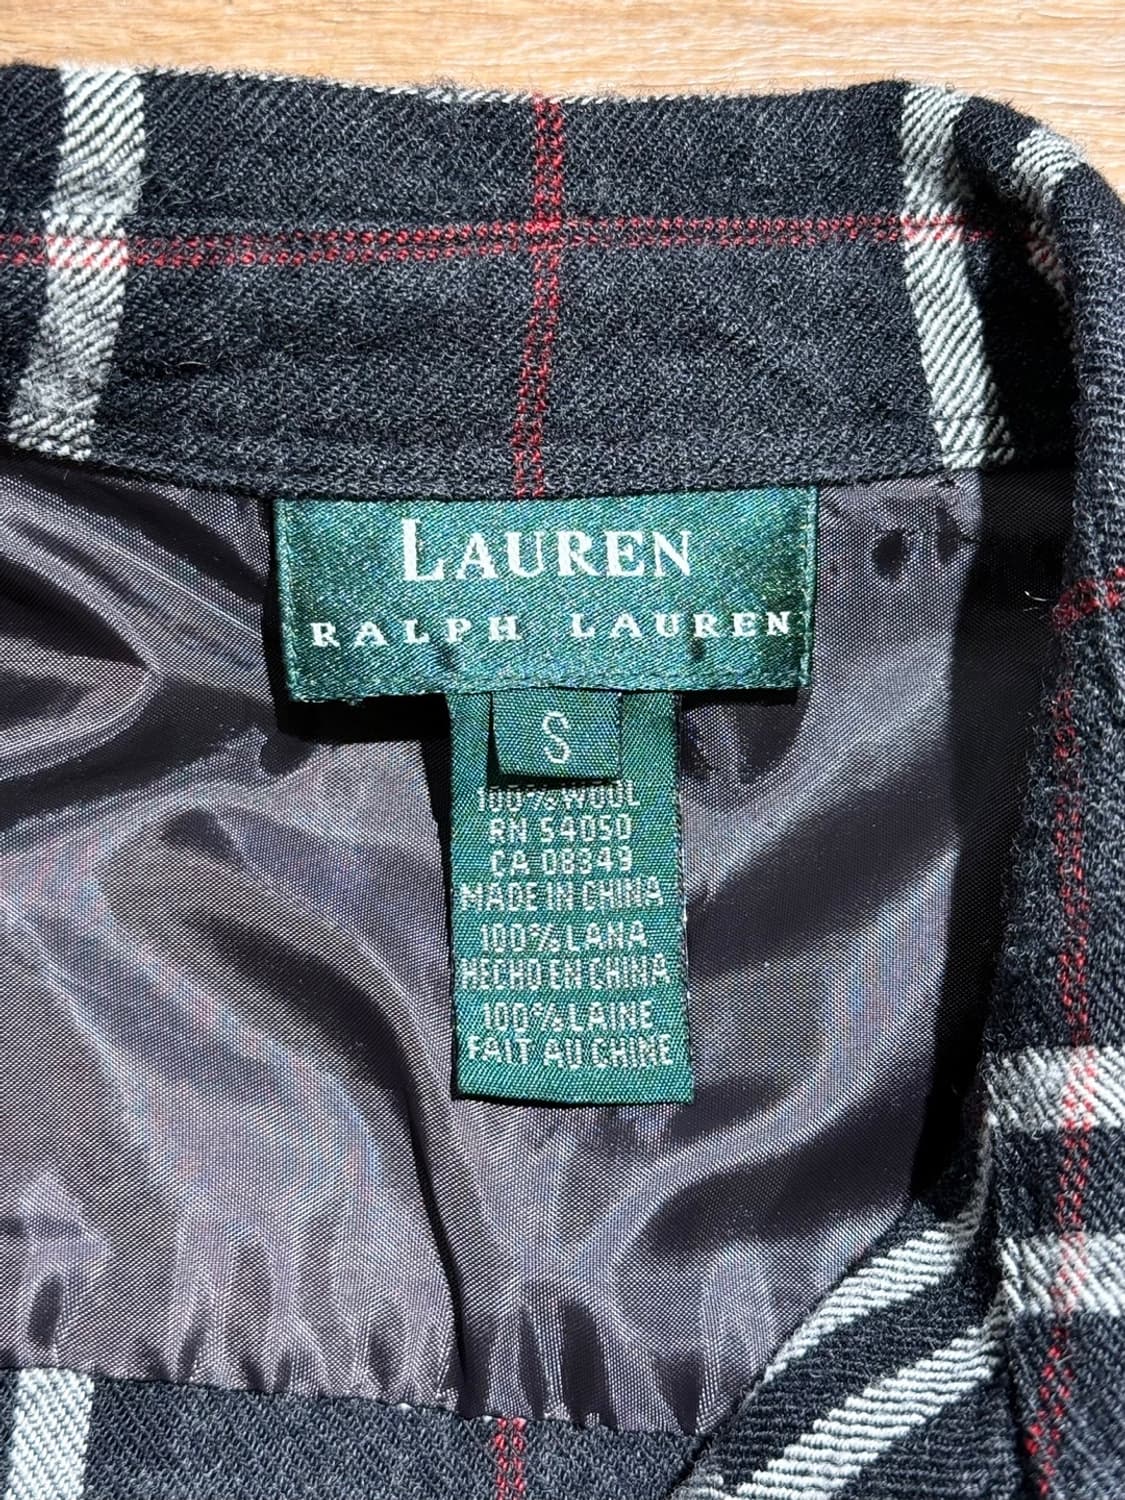 LAUREN
RALPH LAUREN
S
100% WOOL
RN 54050
CA 08349
MADE IN CHINA
100% LANA
HECHO EN CHINA
100% LAINE
FAIT AU CHINE